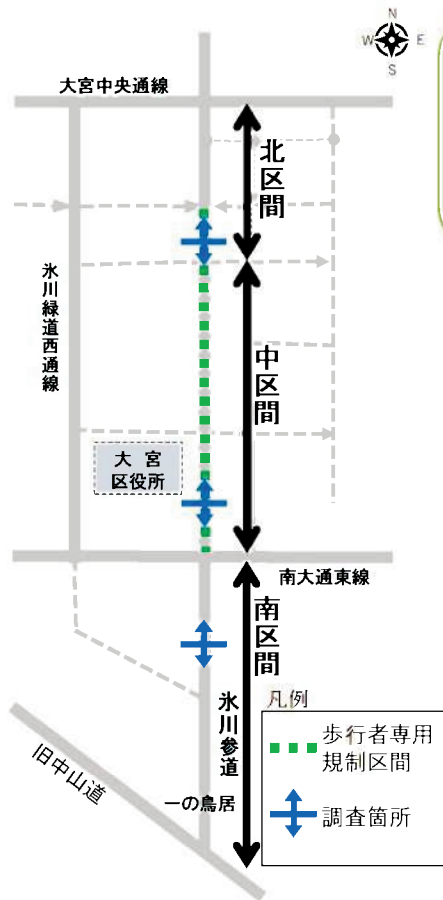 N
W E
S
大宮中央通線
北区間
氷川緑道西通線
中区間
大宮
区役所
南大通東線
南区間
氷川参道
凡例
歩行者専用
規制区間
旧中山道
一の鳥居
調査箇所